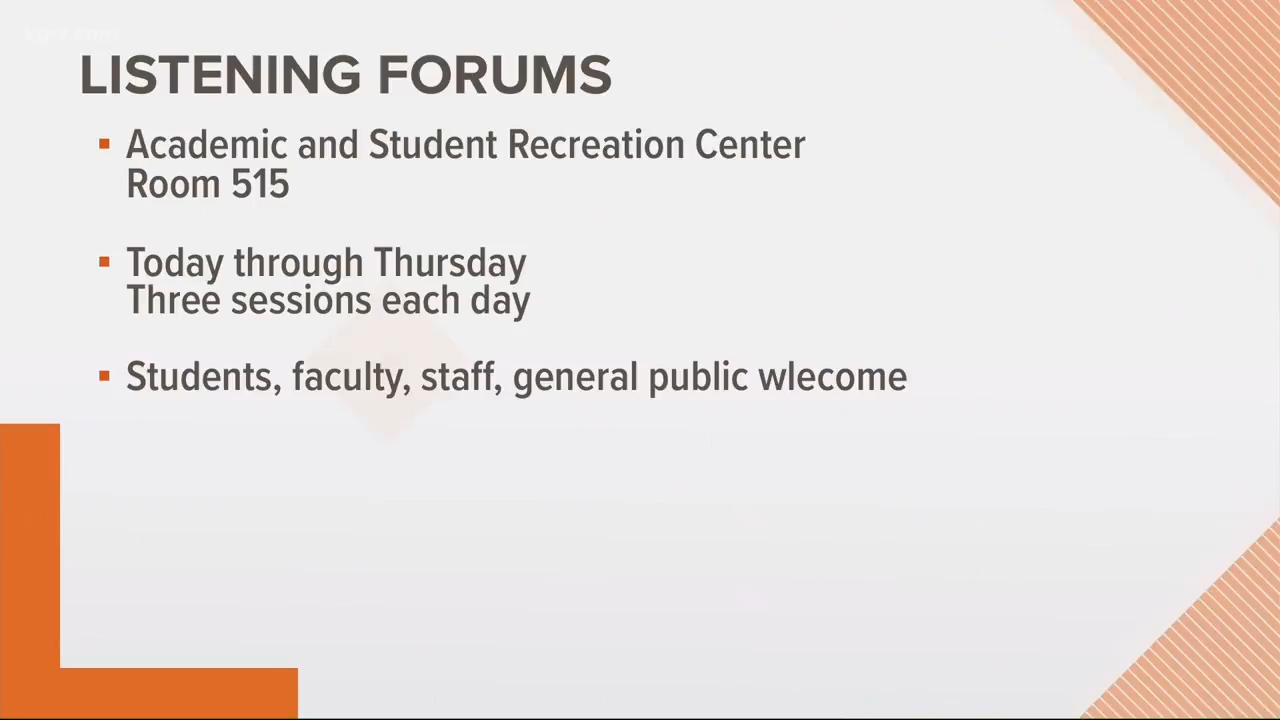 LISTENING FORUMS
Academic and Student Recreation Center
Room 515
Today through Thursday
Three sessions each day
Students, faculty, staff, general public wlecome